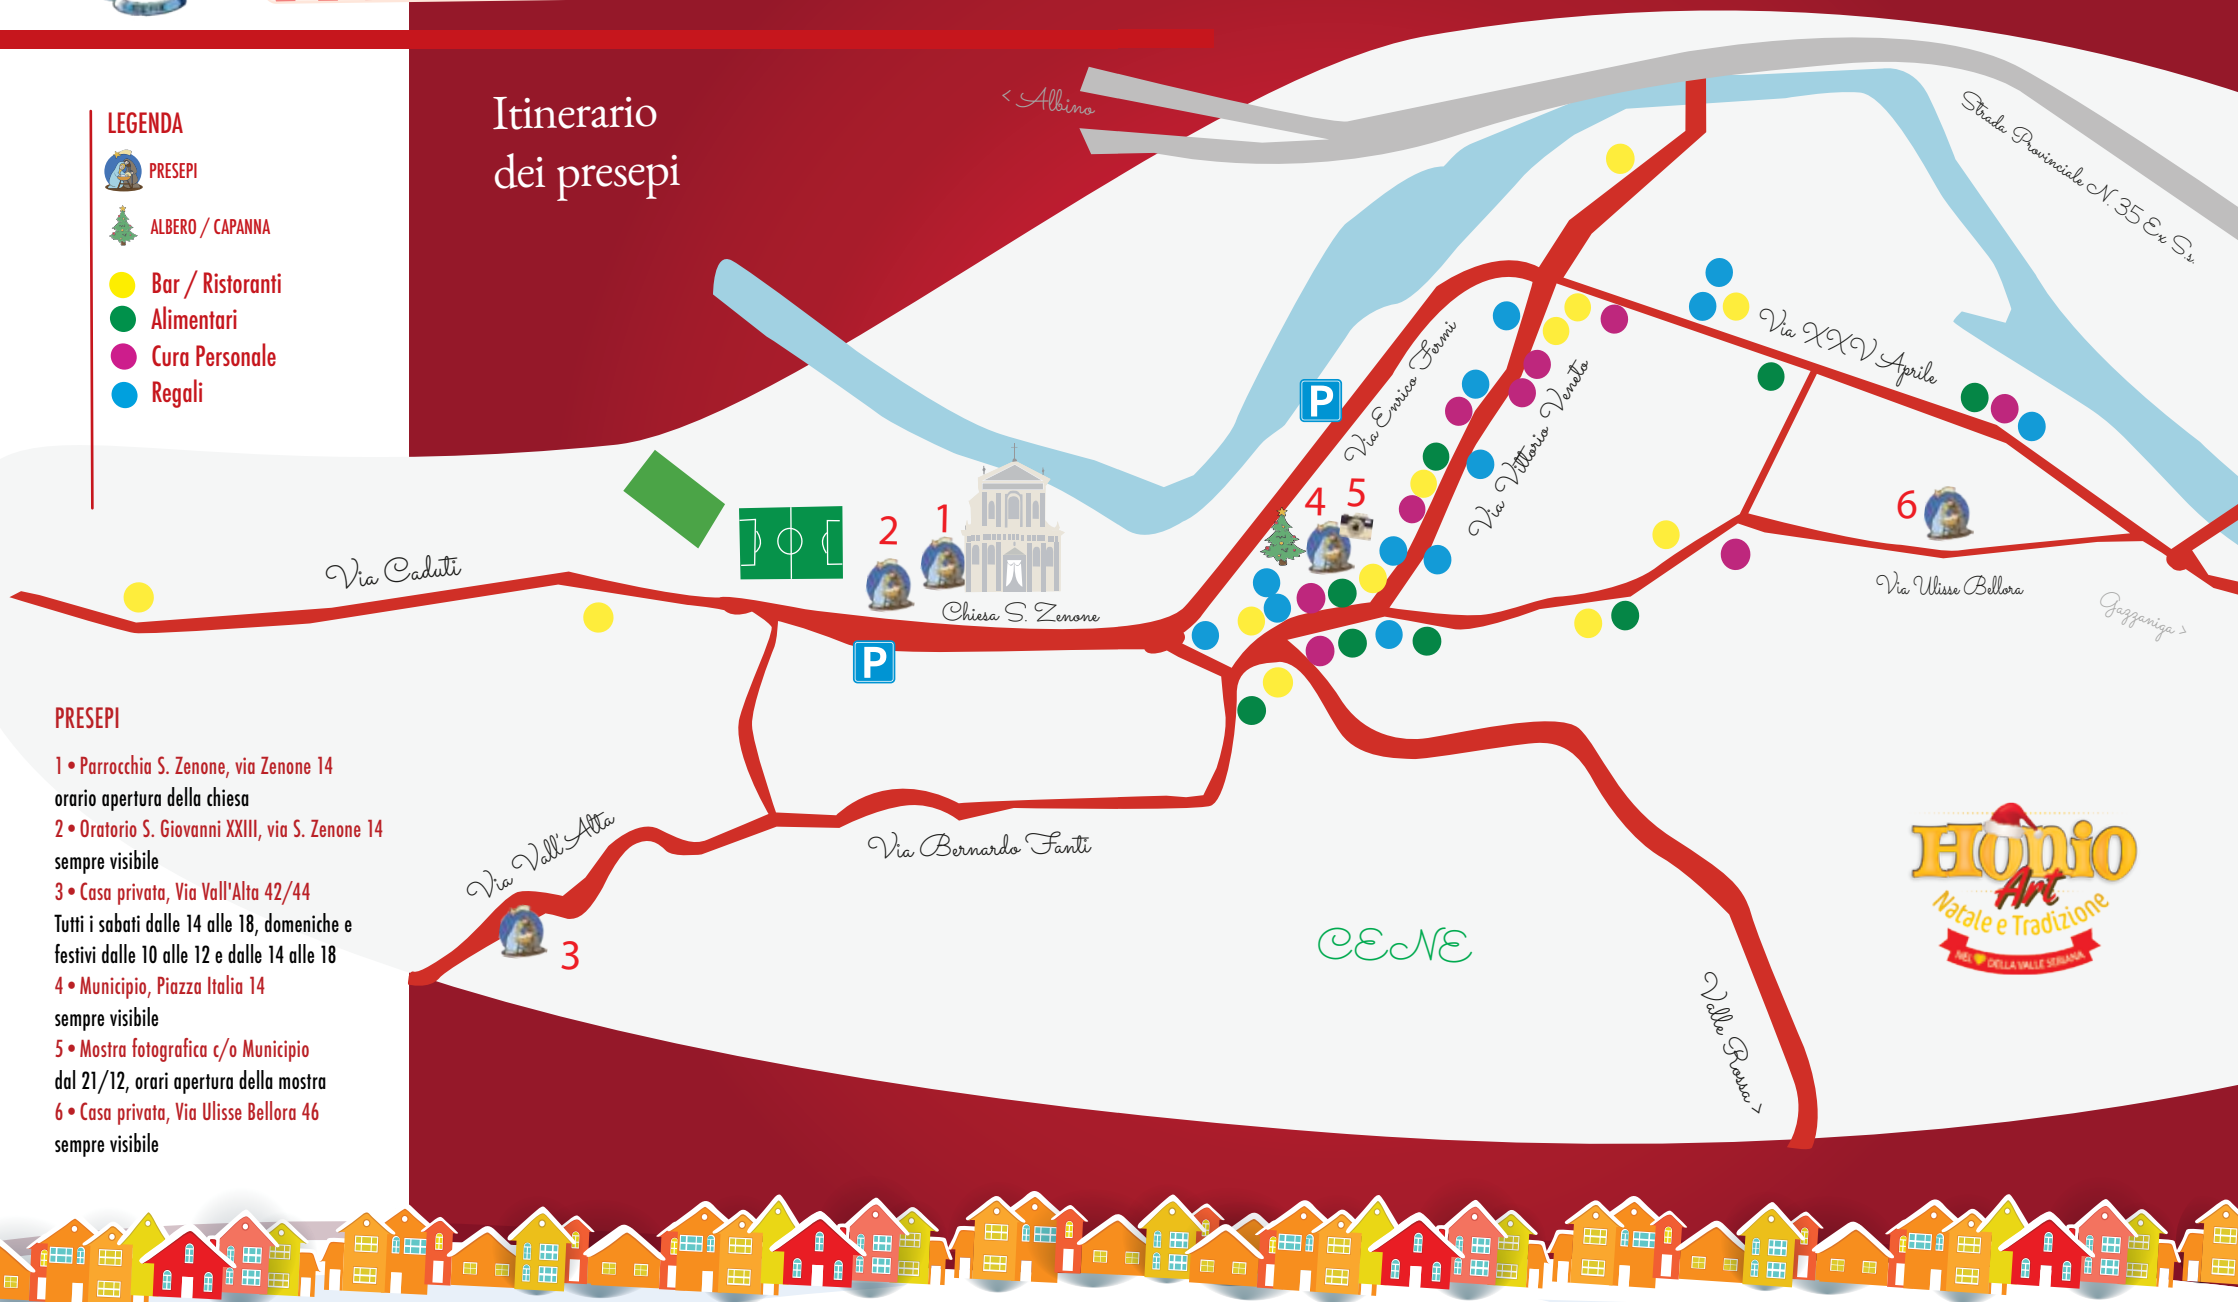 Itinerario
dei presepi
LEGENDA
PRESEPI
ALBERO / CAPANNA
Bar / Ristoranti
Alimentari
Cura Personale
Regali
PRESEPI
1 • Parrocchia S. Zenone, via Zenone 14
orario apertura della chiesa
2 • Oratorio S. Giovanni XXIII, via S. Zenone 14
sempre visibile
3 • Casa privata, Via Vall'Alta 42/44
Tutti i sabati dalle 14 alle 18, domeniche e
festivi dalle 10 alle 12 e dalle 14 alle 18
4 • Municipio, Piazza Italia 14
sempre visibile
5 • Mostra fotografica c/o Municipio
dal 21/12, orari apertura della mostra
6 • Casa privata, Via Ulisse Bellora 46
sempre visibile
< Albino
Strada Provinciale N. 35 Ex S.s.
Via XXV Aprile
Via Enrico Fermi
Via Vittorio Veneto
P
4
5
6
1
2
Via Caduti
Chiesa S. Zenone
Via Ulisse Bellora
Gazzaniga >
P
Via Vall'Alta
Via Bernardo Fanti
3
CENE
Valle Rossa >
Honio
Art
Natale e Tradizione
NEL DELLA VALLE SERIANA